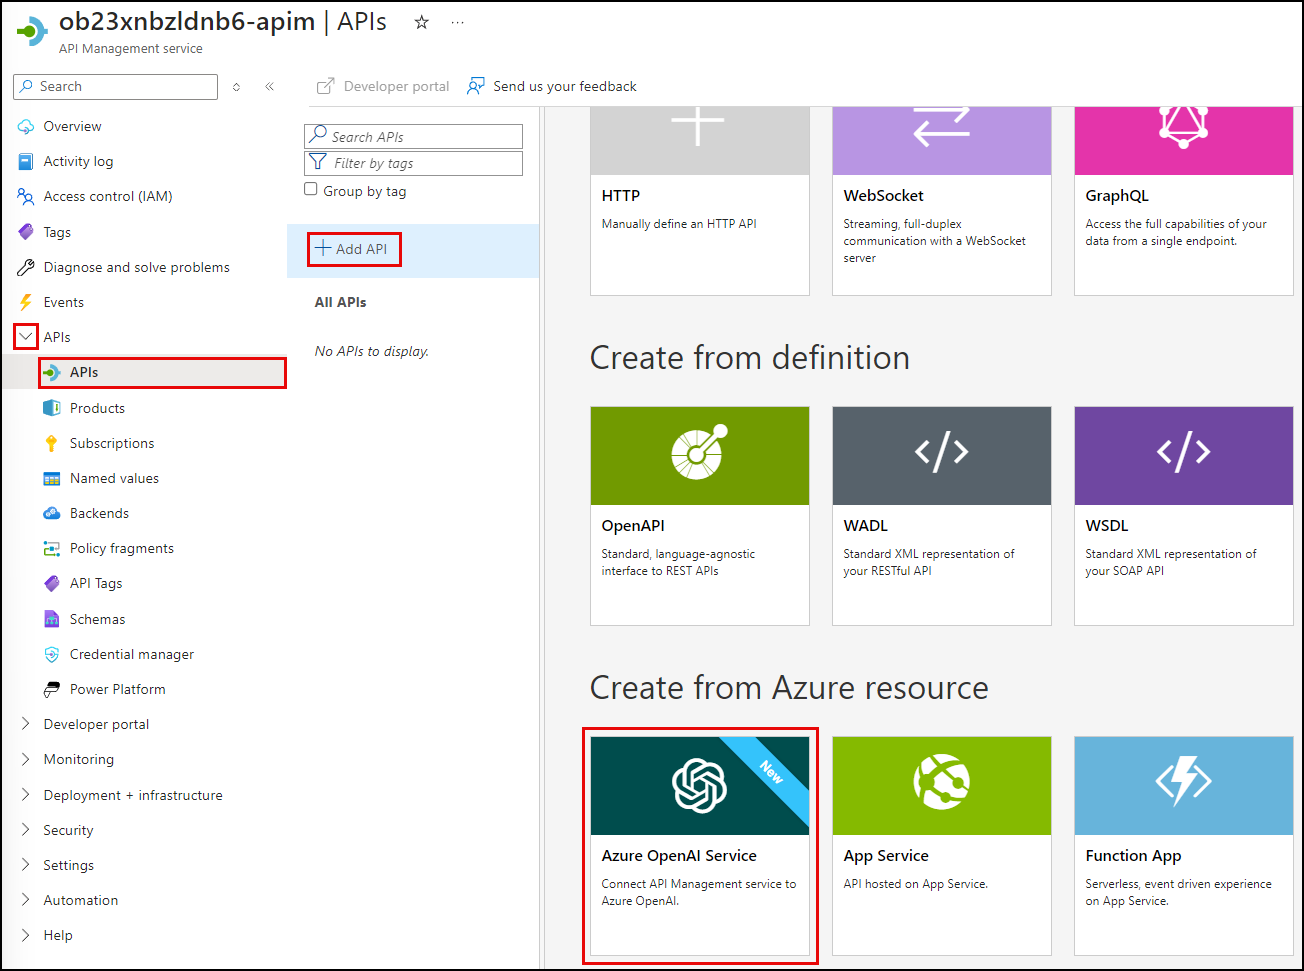 ob23xnbzldnb6-apim | APIs
API Management service
Search
Developer portal
Send us your feedback
Overview
Activity log
Access control (IAM)
Tags
Diagnose and solve problems
Events
APIs
APIs
Products
Subscriptions
Named values
Backends
Policy fragments
API Tags
Schemas
Credential manager
Power Platform
Developer portal
Monitoring
Deployment + infrastructure
Security
Settings
Automation
Help
Search APIs
Filter by tags
Group by tag
Add API
All APIs
No APIs to display.
HTTP
Manually define an HTTP API
WebSocket
Streaming, full-duplex
communication with a WebSocket
server
GraphQL
Access the full capabilities of your
data from a single endpoint.
Create from definition
OpenAPI
Standard, language-agnostic
interface to REST APIs
WADL
Standard XML representation of
your RESTful API
WSDL
Standard XML representation of
your SOAP API
Create from Azure resource
New
Azure OpenAI Service
Connect API Management service to
Azure OpenAI.
App Service
API hosted on App Service.
Function App
Serverless, event driven experience
on App Service.